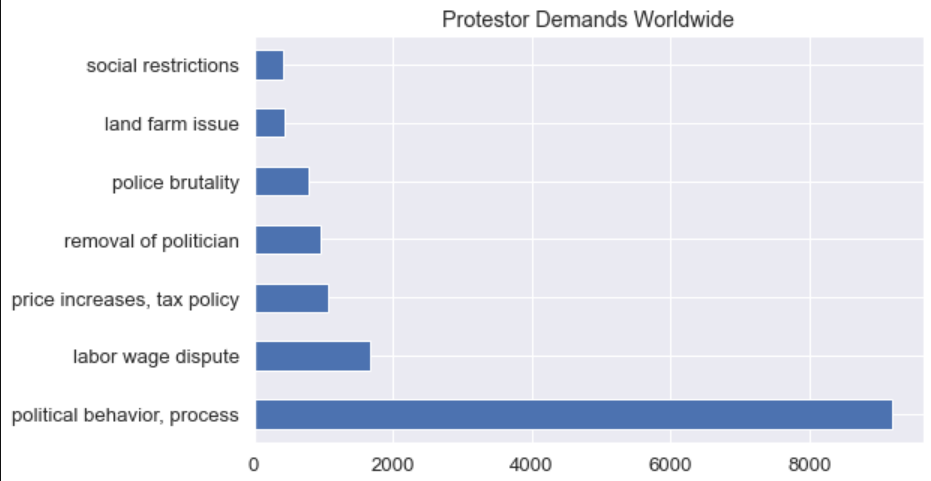 Protestor Demands Worldwide
social restrictions
land farm issue
police brutality
removal of politician
price increases, tax policy
labor wage dispute
political behavior, process
0 2000 4000 6000 8000